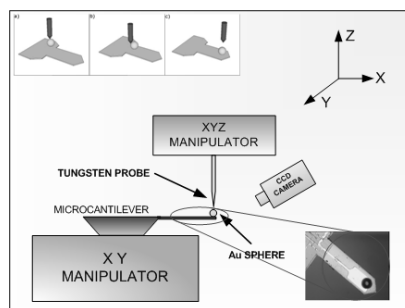 a)
b)
c)
Z
X
Y
XYZ
MANIPULATOR
TUNGSTEN PROBE
CCD
CAMERA
MICROCANTILEVER
Au SPHERE
X Y
MANIPULATOR